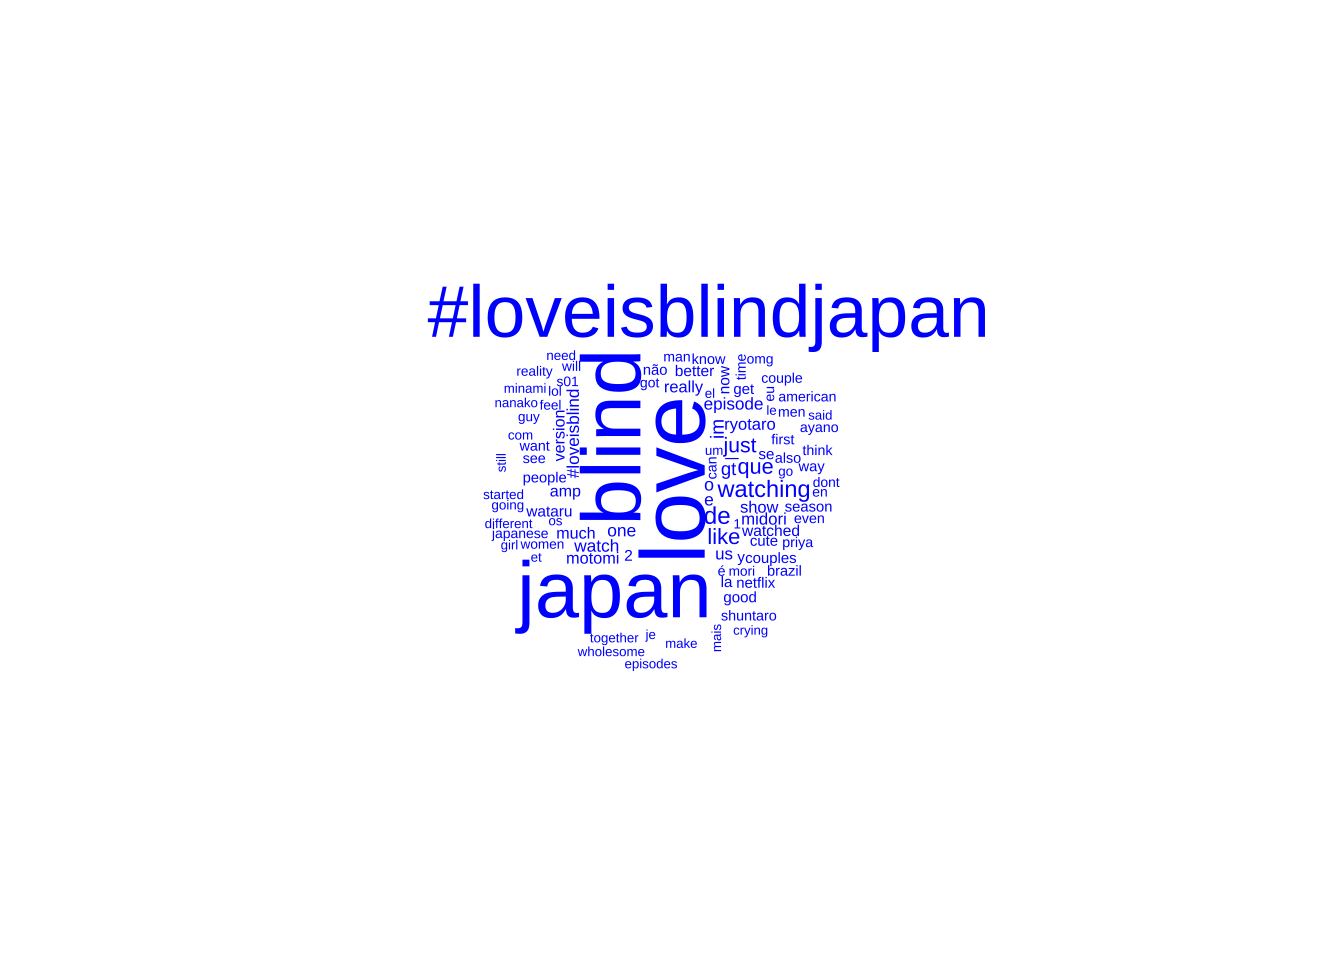 #loveisblindjapan
blind
love
japan
need
will
reality
s01
minami
lol
nanako
feel
guy
version
#loveisblind
com
want
see
still
people
amp
started
going
wataru
different
os
japanese
much
one
girl
women
watch
et
motomi
2
man
know
time
omg
não
better
now
got
really
get
couple
el
eu
american
episode
le
men
said
im
ryotaro
ayano
just
first
um
se
also
think
can
gt
que
go
way
o
watching
dont
en
e
show
season
de
1
midori
even
like
watched
cute
priya
us
y
couples
é
mori
brazil
la
netflix
good
shuntaro
mais
crying
together
je
make
wholesome
episodes